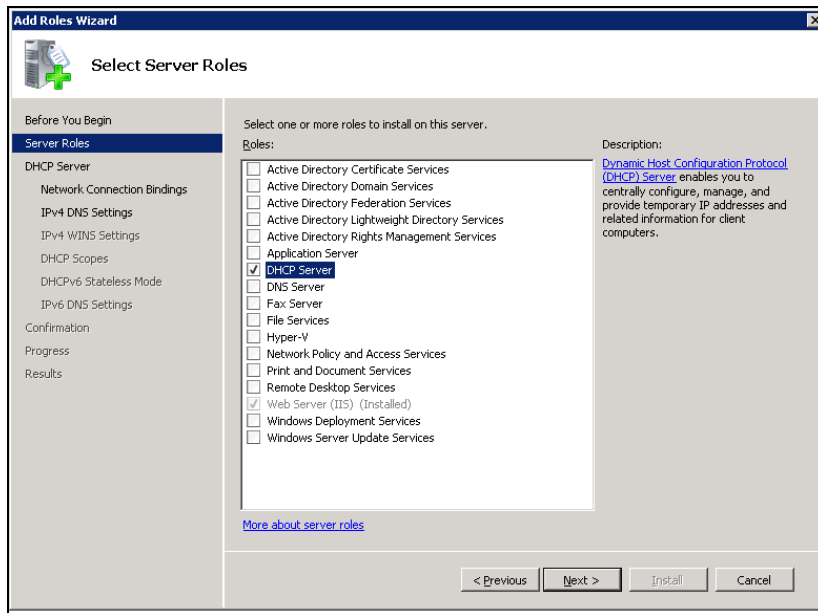 Add Roles Wizard
Select Server Roles
Before You Begin
Server Roles
DHCP Server
Network Connection Bindings
IPv4 DNS Settings
IPv4 WINS Settings
DHCP Scopes
DHCPv6 Stateless Mode
IPv6 DNS Settings
Confirmation
Progress
Results
Select one or more roles to install on this server.
Roles:
Active Directory Certificate Services
Active Directory Domain Services
Active Directory Federation Services
Active Directory Lightweight Directory Services
Active Directory Rights Management Services
Application Server
DHCP Server
DNS Server
Fax Server
File Services
Hyper-V
Network Policy and Access Services
Print and Document Services
Remote Desktop Services
Web Server (IIS) (Installed)
Windows Deployment Services
Windows Server Update Services
More about server roles
Description:
Dynamic Host Configuration Protocol
(DHCP) Server enables you to
centrally configure, manage, and
provide temporary IP addresses and
related information for client
computers.
< Previous
Next >
Install
Cancel